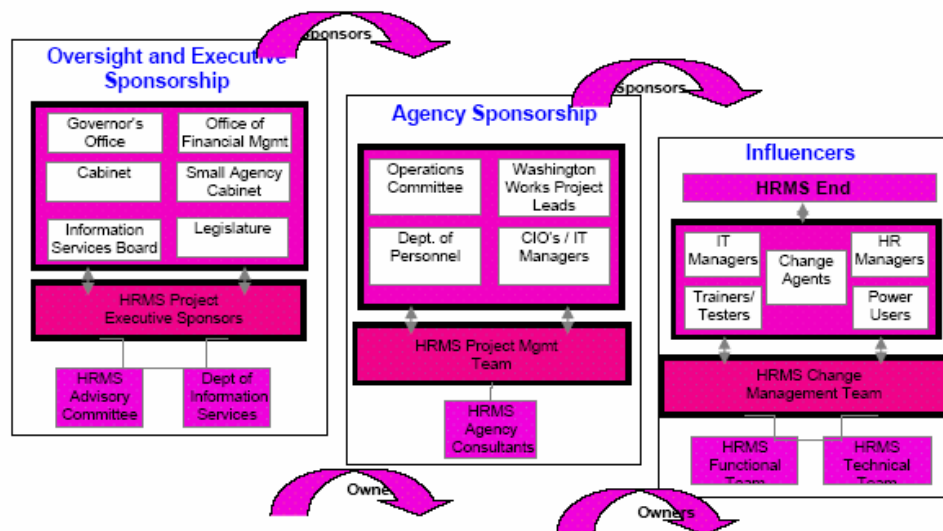 Sponsors
Sponsors
Oversight and Executive
Sponsorship
Governor's
Office
Office of
Financial Mgmt
Cabinet
Small Agency
Cabinet
Information
Services Board
Legislature
HRMS Project
Executive Sponsors
HRMS
Advisory
Committee
Dept of
Information
Services
Agency Sponsorship
Operations
Committee
Washington
Works Project
Leads
Dept. of
Personnel
CIO's / IT
Managers
HRMS Project Mgmt
Team
HRMS
Agency
Consultants
Influencers
HRMS End
IT
Managers
Change
Agents
HR
Managers
Trainers/
Testers
Power
Users
HRMS Change
Management Team
HRMS
Functional
Team
HRMS
Technical
Team
Owners
Owners